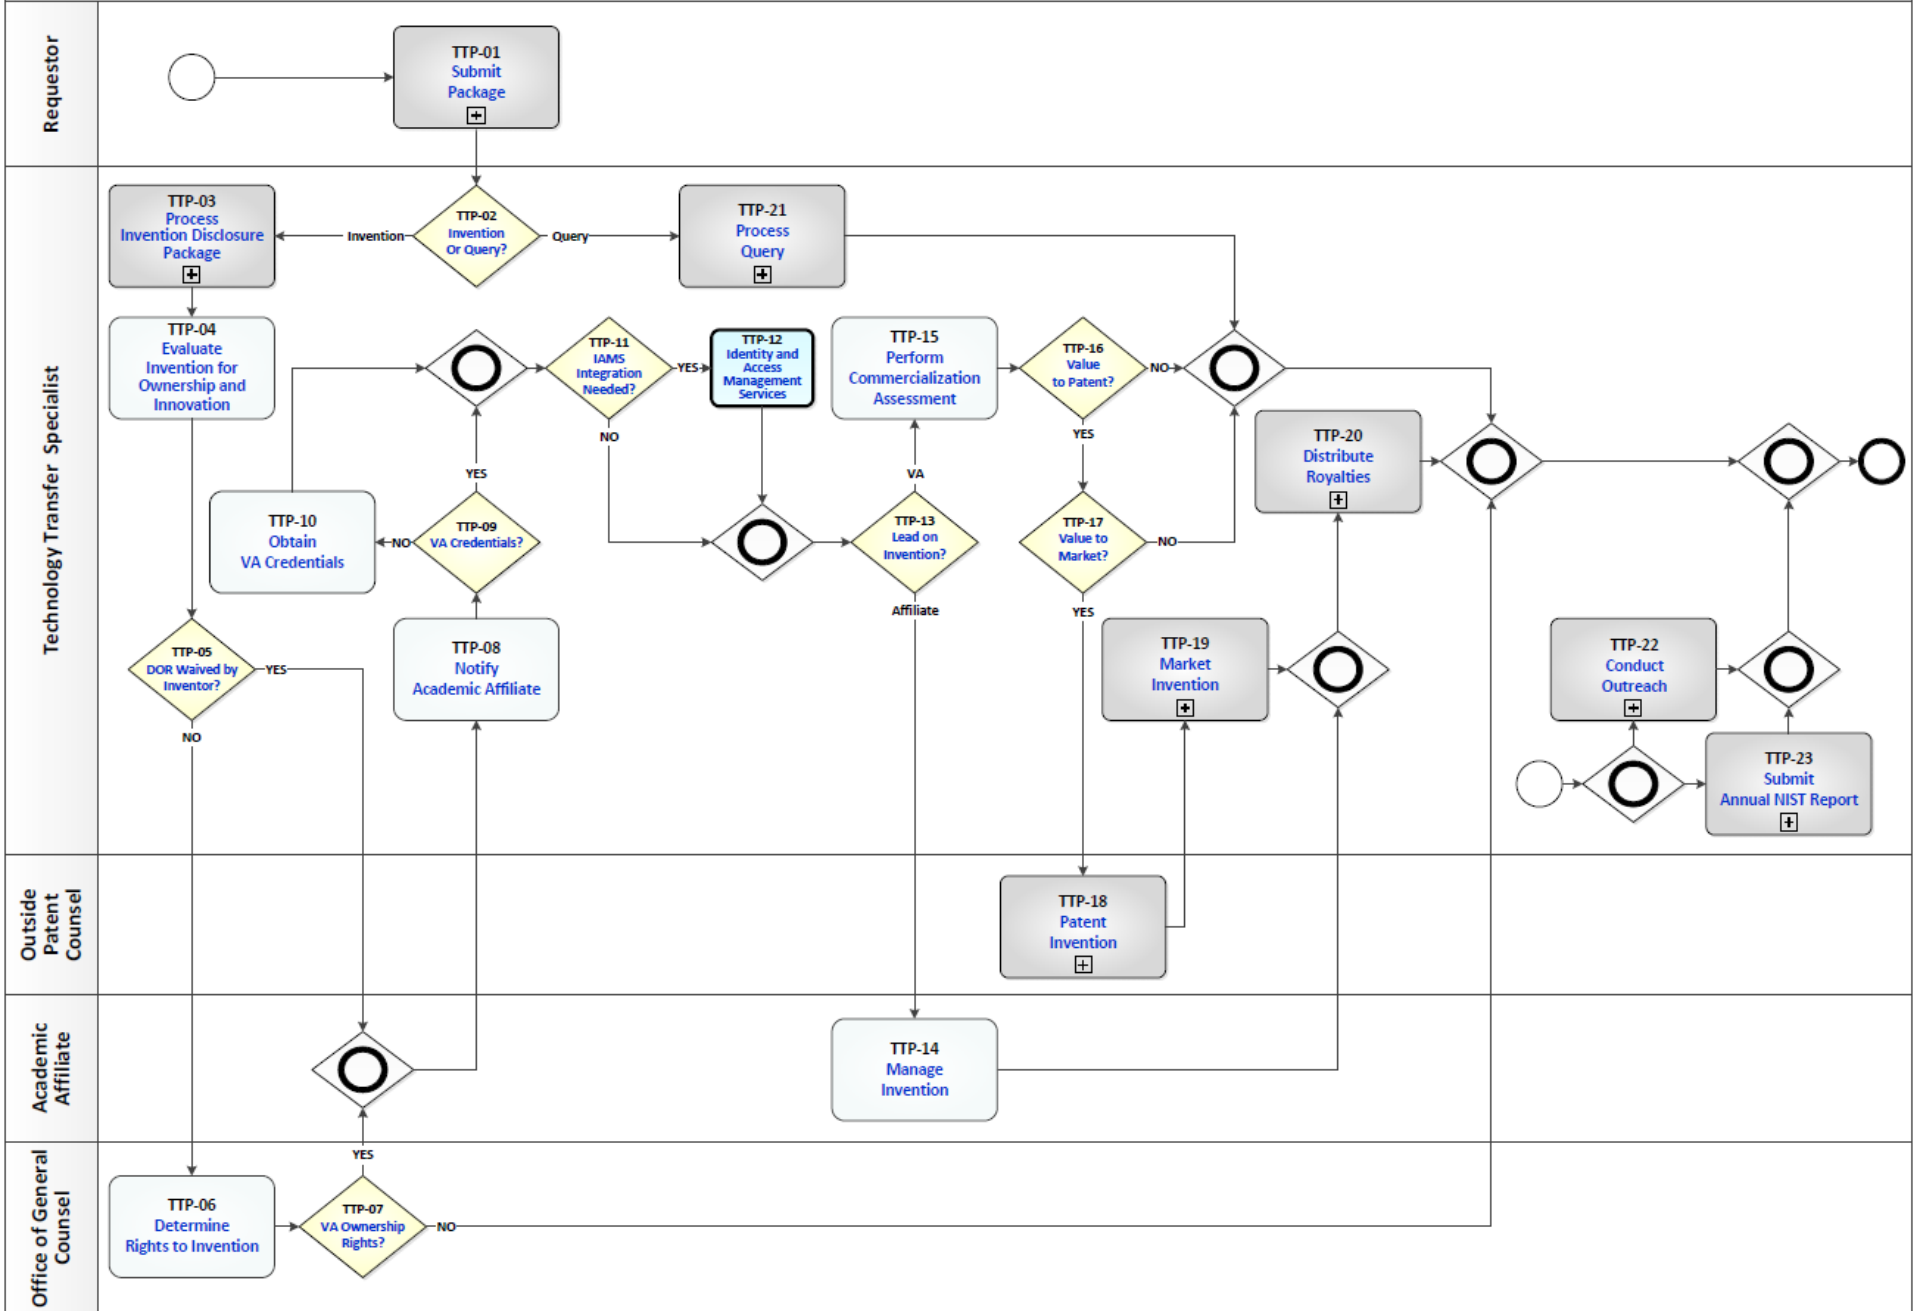 Requestor
TTP-01
Submit
Package
Technology Transfer Specialist
TTP-03
Process
Invention Disclosure
Package
Invention
TTP-02
Invention
Or Query?
Query
TTP-21
Process
Query
TTP-04
Evaluate
Invention for
Ownership and
Innovation
TTP-11
IAMS
Integration
Needed?
YES
NO
TTP-12
Identity and
Access
Management
Services
TTP-15
Perform
Commercialization
Assessment
TTP-16
Value
to Patent?
NO
YES
TTP-20
Distribute
Royalties
YES
VA
TTP-10
Obtain
VA Credentials
NO
TTP-09
VA Credentials?
TTP-13
Lead on
Invention?
Affiliate
TTP-17
Value to
Market?
NO
YES
TTP-05
DOR Waived by
Inventor?
YES
NO
TTP-08
Notify
Academic Affiliate
TTP-19
Market
Invention
TTP-22
Conduct
Outreach
TTP-23
Submit
Annual NIST Report
Outside
Patent
Counsel
TTP-18
Patent
Invention
Academic
Affiliate
TTP-14
Manage
Invention
Office of General
Counsel
YES
TTP-06
Determine
Rights to Invention
TTP-07
VA Ownership
Rights?
NO